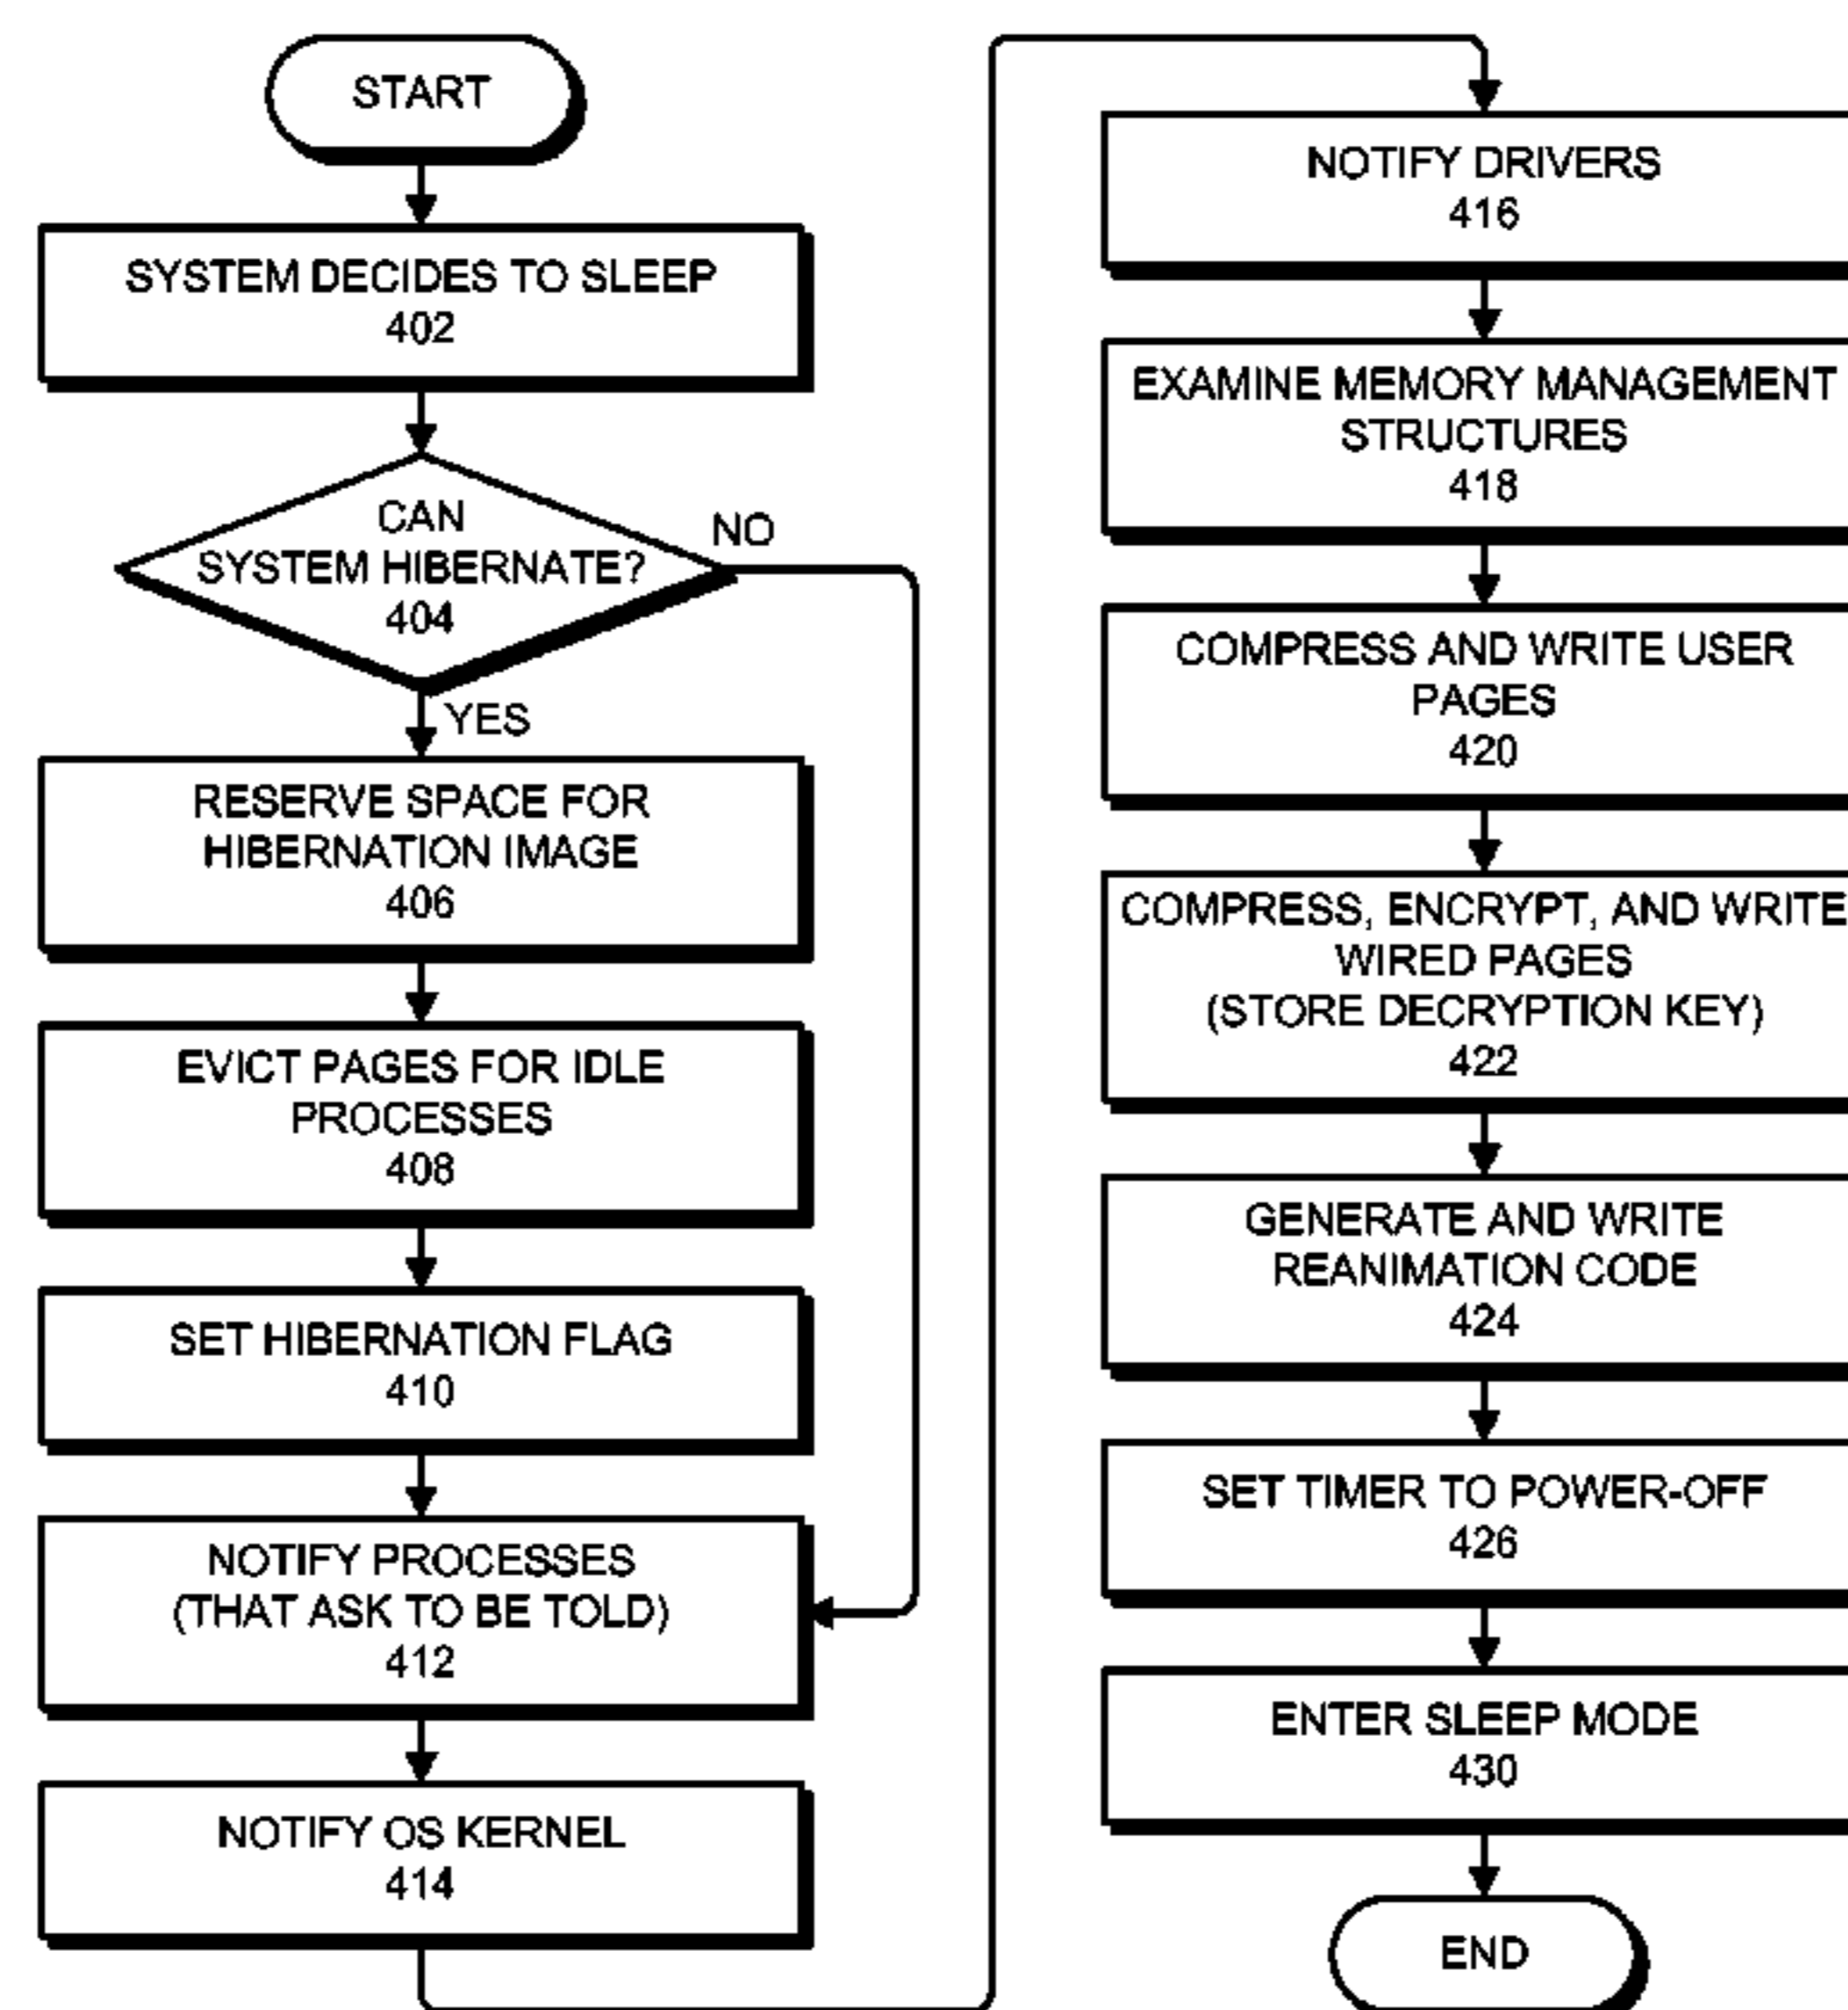 START
SYSTEM DECIDES TO SLEEP
402
CAN
SYSTEM HIBERNATE?
404
NO
YES
RESERVE SPACE FOR
HIBERNATION IMAGE
406
EVICT PAGES FOR IDLE
PROCESSES
408
SET HIBERNATION FLAG
410
NOTIFY PROCESSES
(THAT ASK TO BE TOLD)
412
NOTIFY OS KERNEL
414
NOTIFY DRIVERS
416
EXAMINE MEMORY MANAGEMENT
STRUCTURES
418
COMPRESS AND WRITE USER
PAGES
420
COMPRESS, ENCRYPT, AND WRITE
WIRED PAGES
(STORE DECRYPTION KEY)
422
GENERATE AND WRITE
REANIMATION CODE
424
SET TIMER TO POWER-OFF
426
ENTER SLEEP MODE
430
END